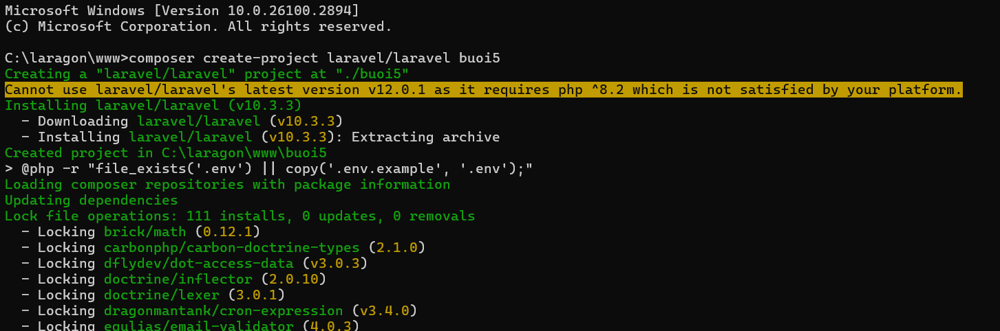 Microsoft Windows [Version 10.0.26100.2894]
(c) Microsoft Corporation. All rights reserved.
C:\laragon\www>composer create-project laravel/laravel buoi5
Creating a "laravel/laravel" project at "./buoi5"
Cannot use laravel/laravel's latest version v12.0.1 as it requires php ^8.2 which is not satisfied by your platform.
Installing laravel/laravel (v10.3.3)
  - Downloading laravel/laravel (v10.3.3)
  - Installing laravel/laravel (v10.3.3): Extracting archive
Created project in C:\laragon\www\buoi5
> @php -r "file_exists('.env') || copy('.env.example', '.env');"
Loading composer repositories with package information
Updating dependencies
Lock file operations: 111 installs, 0 updates, 0 removals
  - Locking brick/math (0.12.1)
  - Locking carbonphp/carbon-doctrine-types (2.1.0)
  - Locking dflydev/dot-access-data (v3.0.3)
  - Locking doctrine/inflector (2.0.10)
  - Locking doctrine/lexer (3.0.1)
  - Locking dragonmantank/cron-expression (v3.4.0)
  - Locking egulias/email-validator (4.0.3)